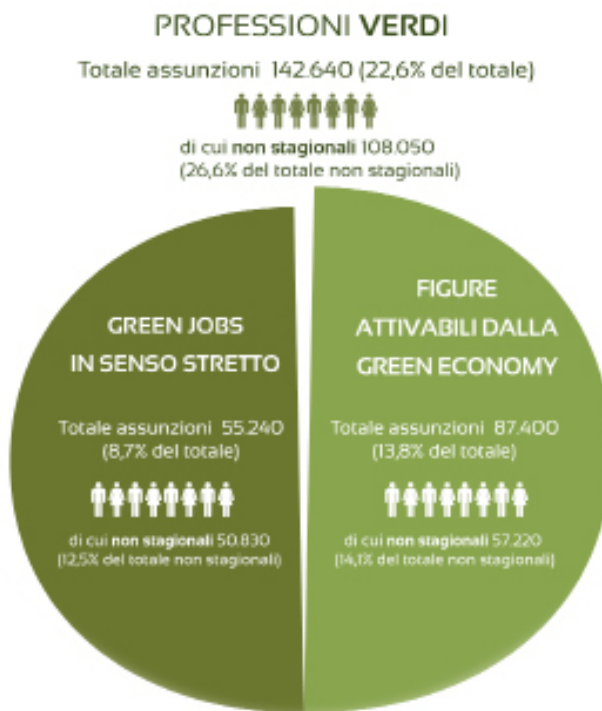 PROFESSIONI VERDI
Totale assunzioni 142.640 (22,6% del totale)
di cui non stagionali 108.050
(26,6% del totale non stagionali)
GREEN JOBS
IN SENSO STRETTO
Totale assunzioni 55.240
(8,7% del totale)
di cui non stagionali 50.830
(12,5% del totale non stagionali)
FIGURE
ATTIVABILI DALLA
GREEN ECONOMY
Totale assunzioni 87.400
(13,8% del totale)
di cui non stagionali 57.220
(14,1% del totale non stagionali)